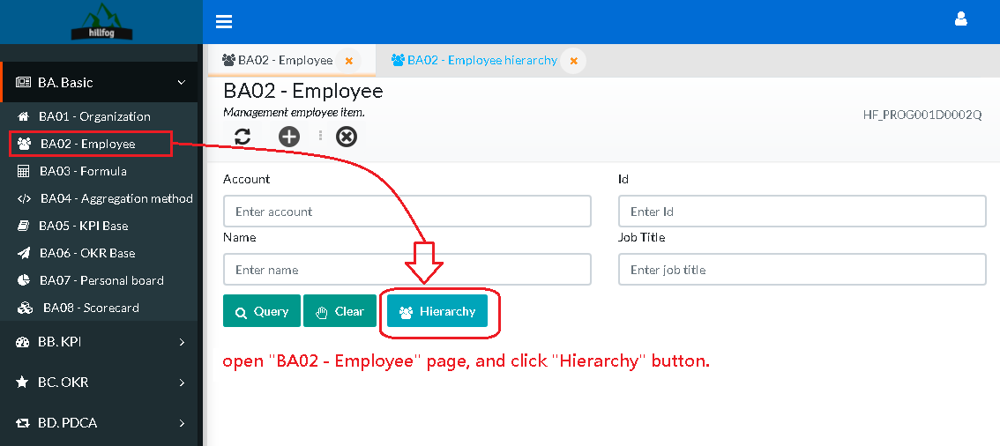 hillfog
BA02 - Employee
BA02 - Employee hierarchy
BA. Basic
BA01 - Organization
BA02 - Employee
BA03 - Formula
BA04 - Aggregation method
BA05 - KPI Base
BA06 - OKR Base
BA07 - Personal board
BA08 - Scorecard
BB. KPI
BC. OKR
BD. PDCA
BA02 - Employee
Management employee item.
HF_PROG001D0002Q
Account
Id
Enter account
Enter Id
Name
Job Title
Enter name
Enter job title
Query
Clear
Hierarchy
open "BA02 - Employee" page, and click "Hierarchy" button.